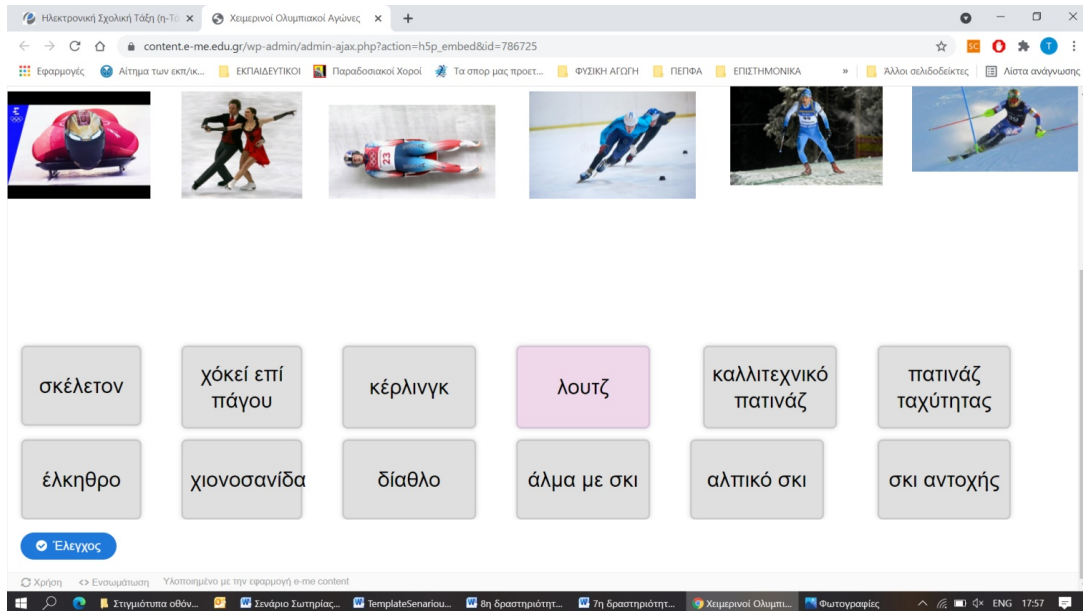 Ηλεκτρονική Σχολική Τάξη (η-Τά
Χειμερινοί Ολυμπιακοί Αγώνες
content.e-me.edu.gr/wp-admin/admin-ajax.php?action=h5p_embed&id=786725
Εφαρμογές Αίτημα των εκπ/ικ... ΕΚΠΑΙΔΕΥΤΙΚΟΙ Παραδοσιακοί Χοροί Τα σπορ μας προετ... ΦΥΣΙΚΗ ΑΓΩΓΗ ΠΕΠΦΑ ΕΠΙΣΤΗΜΟΝΙΚΑ » Άλλοι σελιδοδείκτες Λίστα ανάγνωσης
23
σκέλετον
χόκεί επί
πάγου
κέρλινγκ
λουτζ
καλλιτεχνικό
πατινάζ
πατινάζ
ταχύτητας
έλκηθρο
χιονοσανίδα
δίαθλο
άλμα με σκι
αλπικό σκι
σκι αντοχής
Έλεγχος
Χρήση <> Ενσωμάτωση Υλοποιημένο με την εφαρμογή e-me content
Στιγμιότυπα οθόν... Σενάριο Σωτηρίας... TemplateSenariou... 8η δραστηριότητ... 7η δραστηριότητ... Χειμερινοί Ολυμπι... Φωτογραφίες ENG 17:57